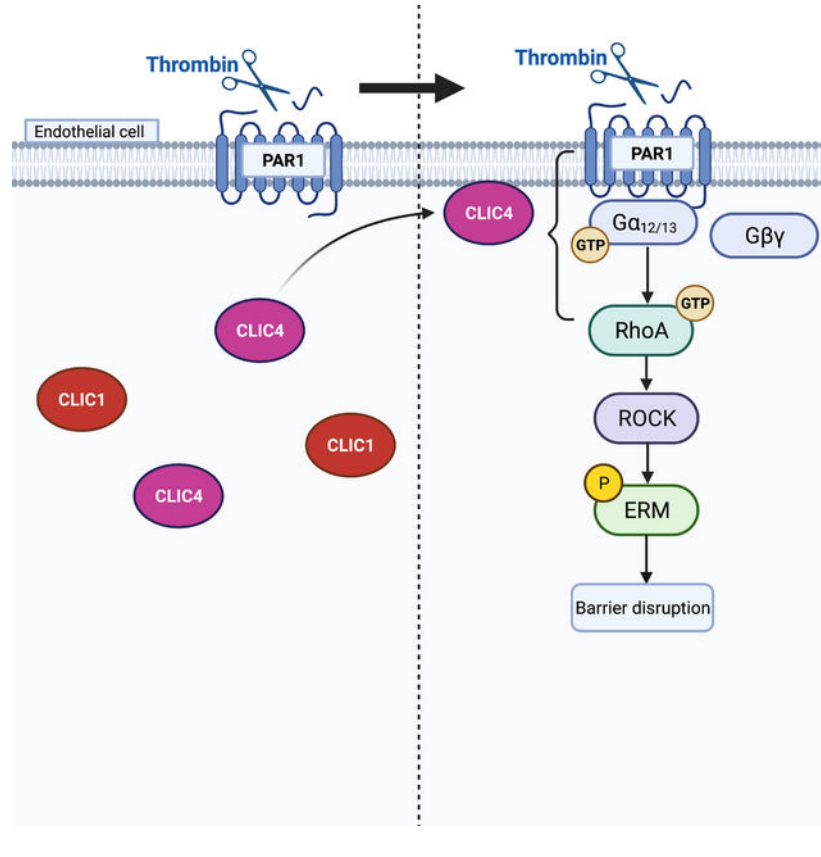 Thrombin
Endothelial cell
PAR1
CLIC4
CLIC1
CLIC1
CLIC4
Thrombin
PAR1
CLIC4
Gα12/13
GTP
Gβγ
GTP
RhoA
ROCK
P
ERM
Barrier disruption